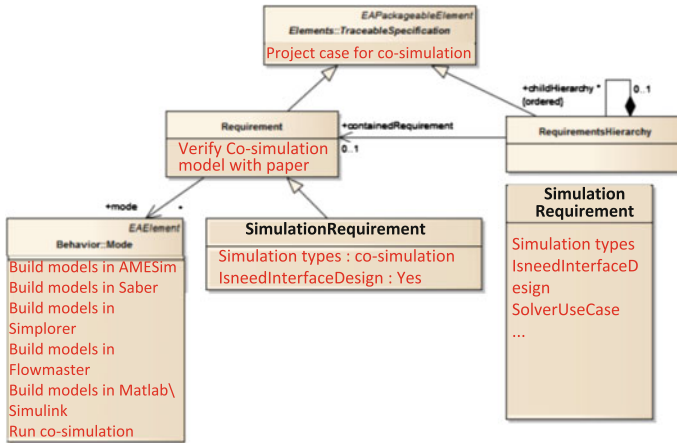 EAPackageableElement
Elements::TraceableSpecification
Project case for co-simulation
+childHierarchy *
0..1
{ordered}
Requirement
+containedRequirement
0..1
RequirementsHierarchy
Verify Co-simulation
model with paper
+mode
*
EAElement
Behavior::Mode
Build models in AMESim
Build models in Saber
Build models in
Simplorer
Build models in
Flowmaster
Build models in Matlab\
Simulink
Run co-simulation
SimulationRequirement
Simulation types : co-simulation
IsneedInterfaceDesign : Yes
Simulation
Requirement
Simulation types
IsneedInterfaceD
esign
SolverUseCase
...